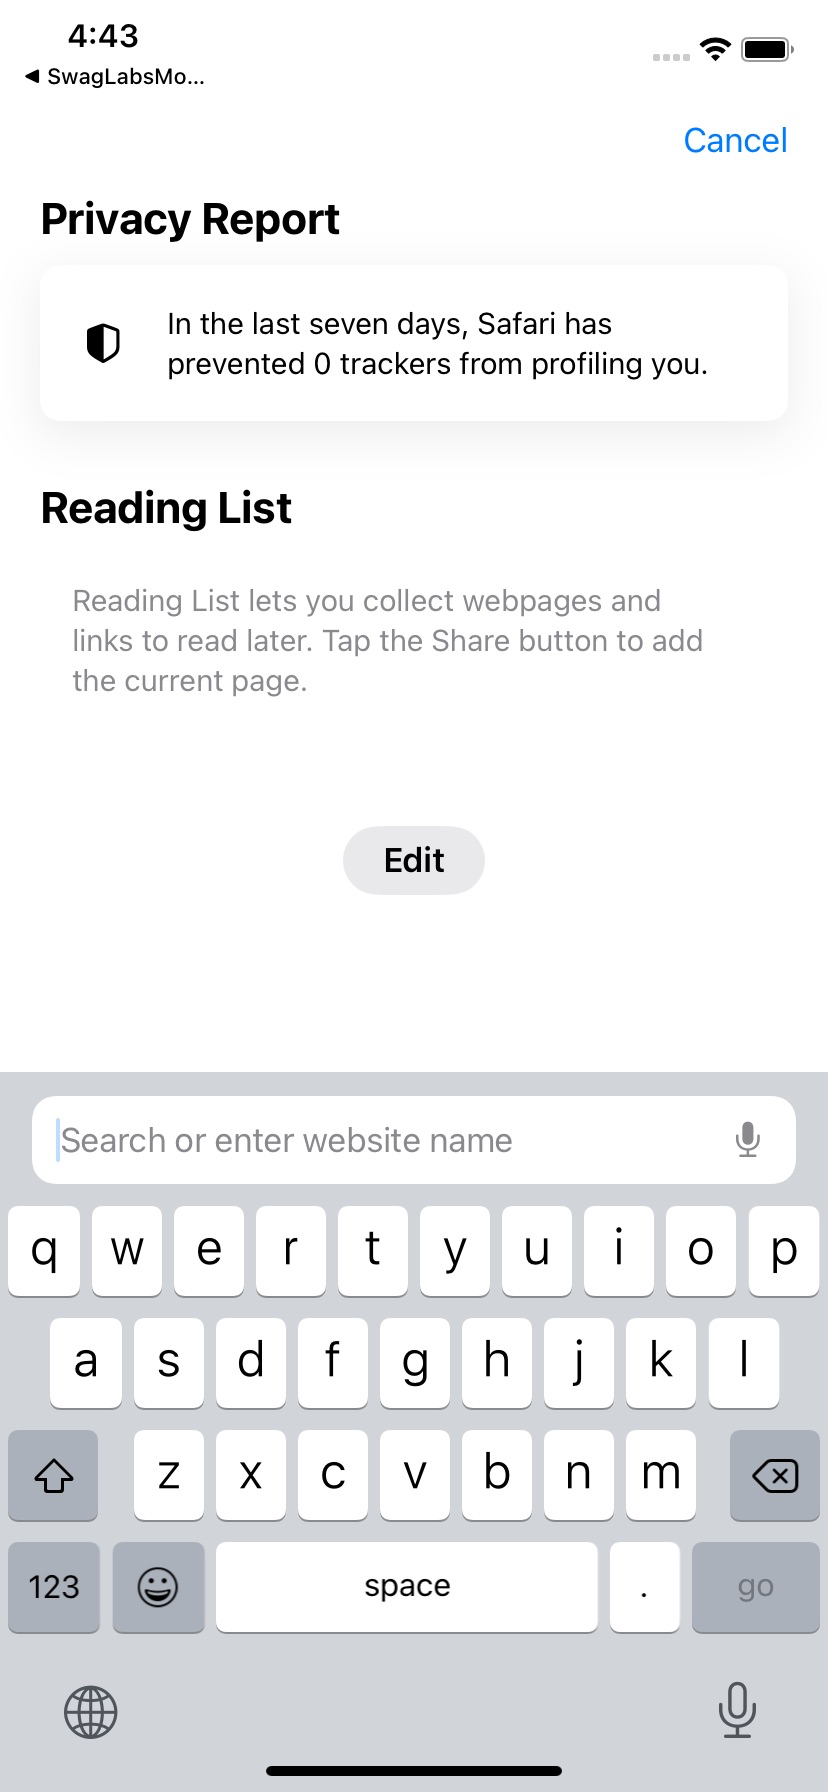 4:43
◀ SwagLabsMo...
Cancel
Privacy Report
In the last seven days, Safari has
prevented 0 trackers from profiling you.
Reading List
Reading List lets you collect webpages and
links to read later. Tap the Share button to add
the current page.
Edit
Search or enter website name
q w e r t y u i o p
a s d f g h j k l
z x c v b n m
123 space . go